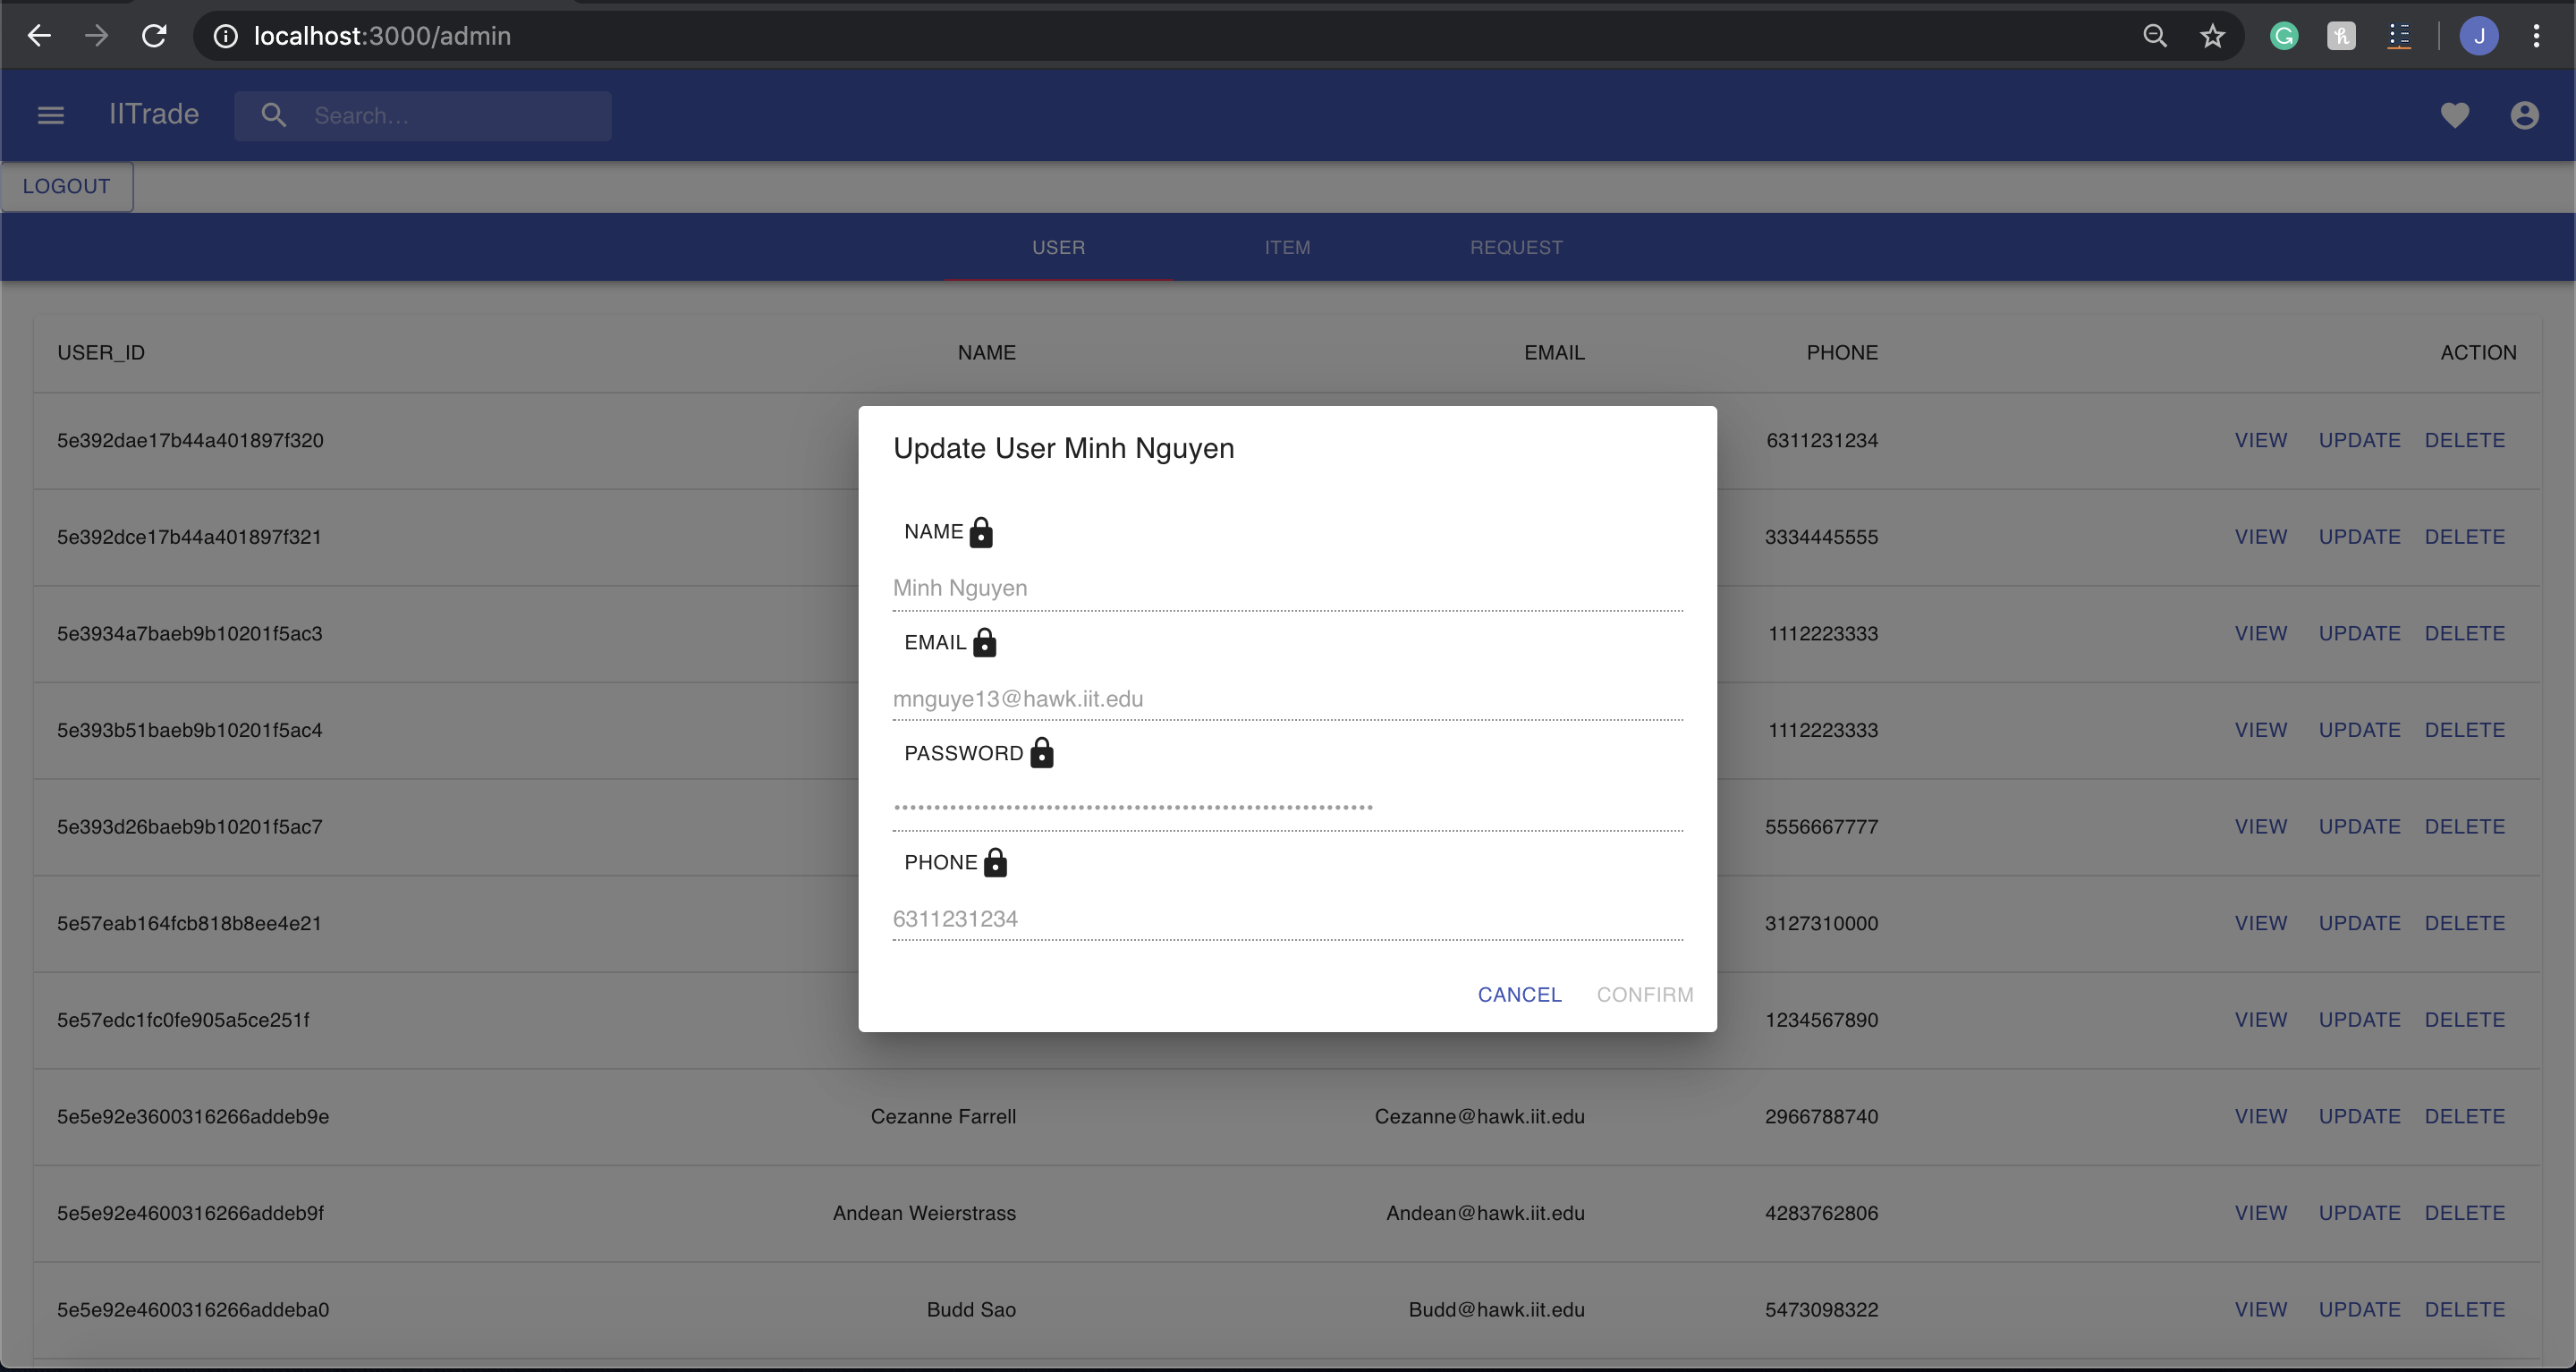 localhost:3000/admin
J
IITrade Search...
LOGOUT
USER ITEM REQUEST
USER_ID NAME EMAIL PHONE ACTION
5e392dae17b44a401897f320 6311231234 VIEW UPDATE DELETE
5e392dce17b44a401897f321 3334445555 VIEW UPDATE DELETE
5e3934a7baeb9b10201f5ac3 1112223333 VIEW UPDATE DELETE
5e393b51baeb9b10201f5ac4 1112223333 VIEW UPDATE DELETE
5e393d26baeb9b10201f5ac7 5556667777 VIEW UPDATE DELETE
5e57eab164fcb818b8ee4e21 3127310000 VIEW UPDATE DELETE
5e57edc1fc0fe905a5ce251f 1234567890 VIEW UPDATE DELETE
5e5e92e3600316266addeb9e Cezanne Farrell Cezanne@hawk.iit.edu 2966788740 VIEW UPDATE DELETE
5e5e92e4600316266addeb9f Andean Weierstrass Andean@hawk.iit.edu 4283762806 VIEW UPDATE DELETE
5e5e92e4600316266addeba0 Budd Sao Budd@hawk.iit.edu 5473098322 VIEW UPDATE DELETE
Update User Minh Nguyen
NAME
Minh Nguyen
EMAIL
mnguye13@hawk.iit.edu
PASSWORD
PHONE
6311231234
CANCEL CONFIRM